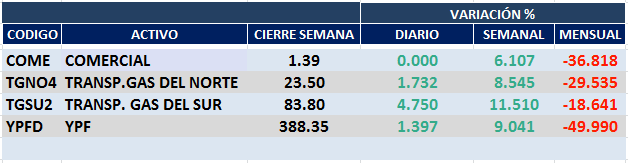 VARIACIÓN %
CODIGO ACTIVO CIERRE SEMANA DIARIO SEMANAL MENSUAL
COME COMERCIAL 1.39 0.000 6.107 -36.818
TGNO4 TRANSP.GAS DEL NORTE 23.50 1.732 8.545 -29.535
TGSU2 TRANSP. GAS DEL SUR 83.80 4.750 11.510 -18.641
YPFD YPF 388.35 1.397 9.041 -49.990